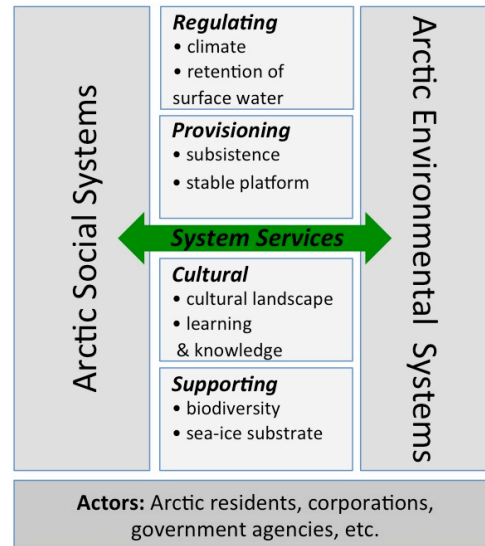 Arctic Social Systems
Regulating
• climate
• retention of
surface water
Provisioning
• subsistence
• stable platform
System Services
Cultural
• cultural landscape
• learning
& knowledge
Supporting
• biodiversity
• sea-ice substrate
Arctic Environmental Systems
Actors: Arctic residents, corporations,
government agencies, etc.